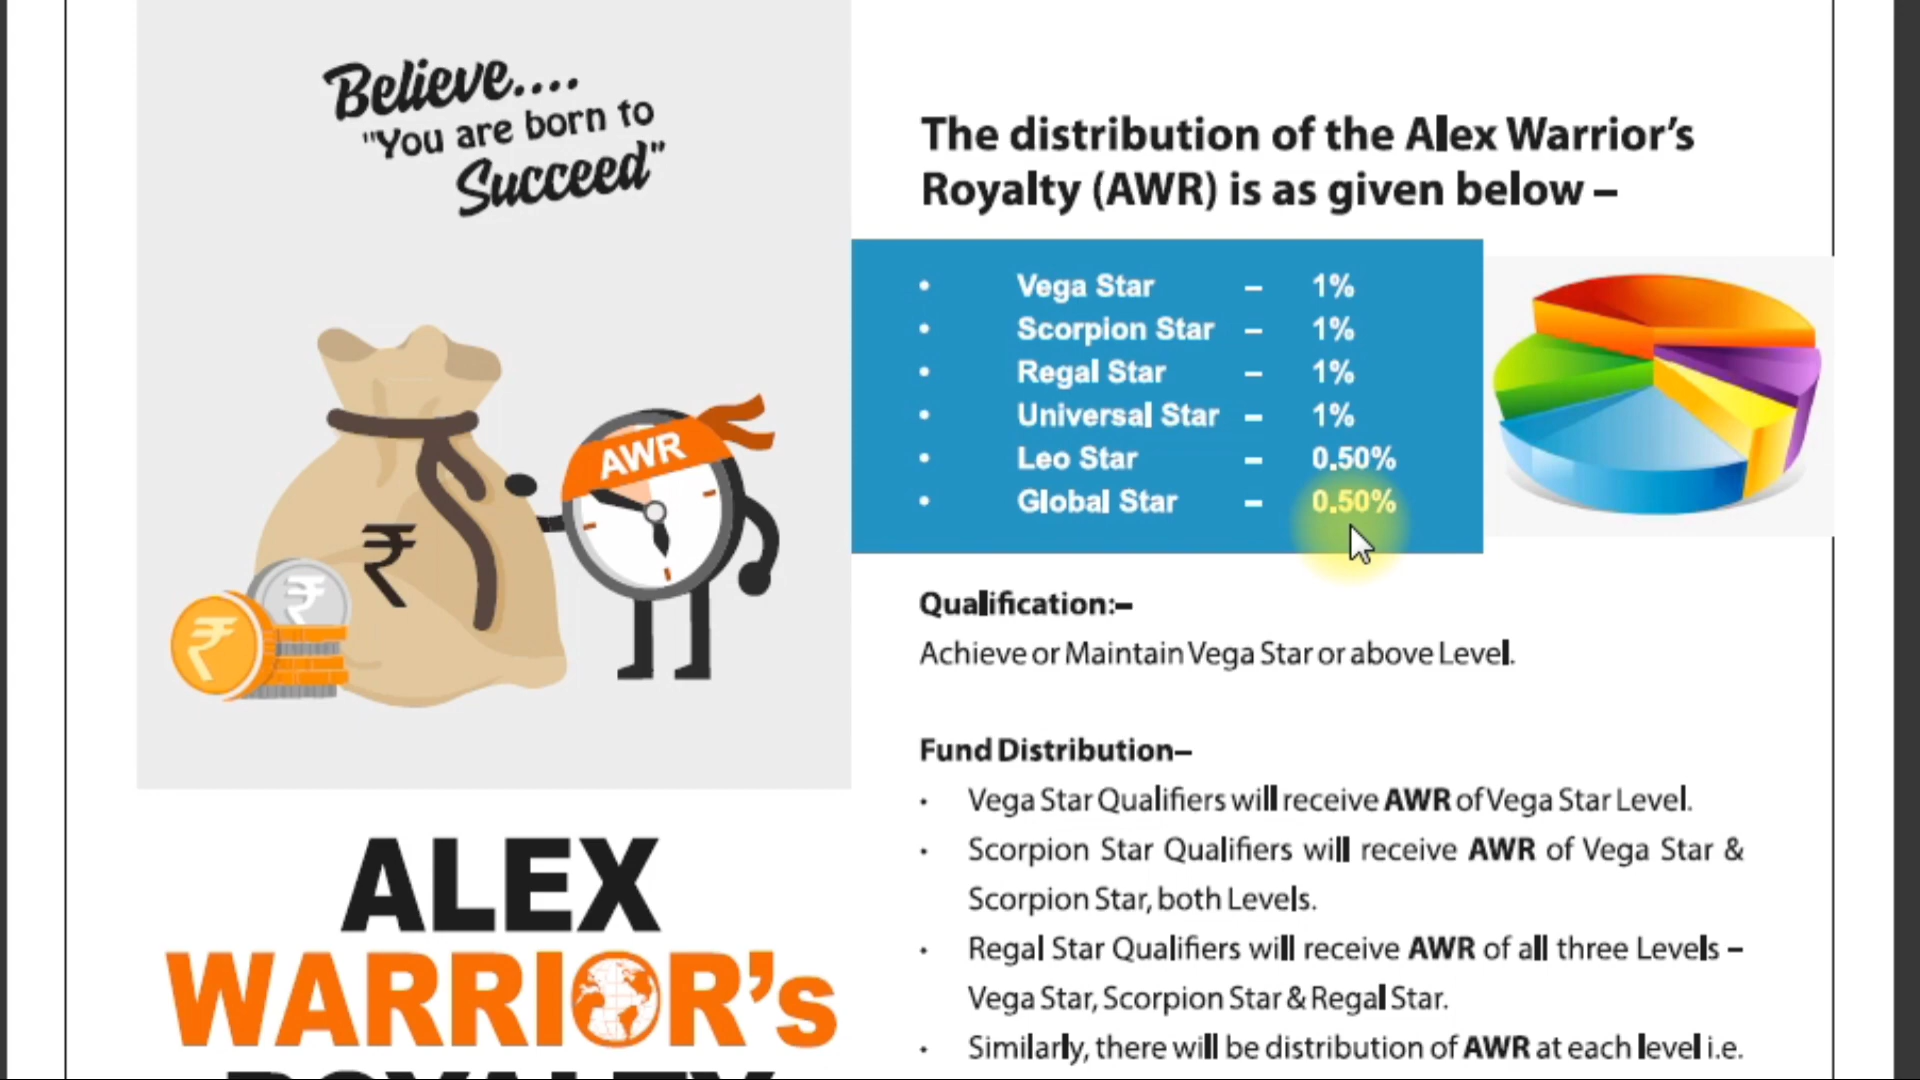 Believe....
"You are born to
Succeed"
AWR
₹
₹
₹
ALEX
WARRIOR's
ROYALTY
The distribution of the Alex Warrior's
Royalty (AWR) is as given below –
• Vega Star – 1%
• Scorpion Star – 1%
• Regal Star – 1%
• Universal Star – 1%
• Leo Star – 0.50%
• Global Star – 0.50%
Qualification:–
Achieve or Maintain Vega Star or above Level.
Fund Distribution–
• Vega Star Qualifiers will receive AWR of Vega Star Level.
• Scorpion Star Qualifiers will receive AWR of Vega Star &
Scorpion Star, both Levels.
• Regal Star Qualifiers will receive AWR of all three Levels –
Vega Star, Scorpion Star & Regal Star.
• Similarly, there will be distribution of AWR at each level i.e.